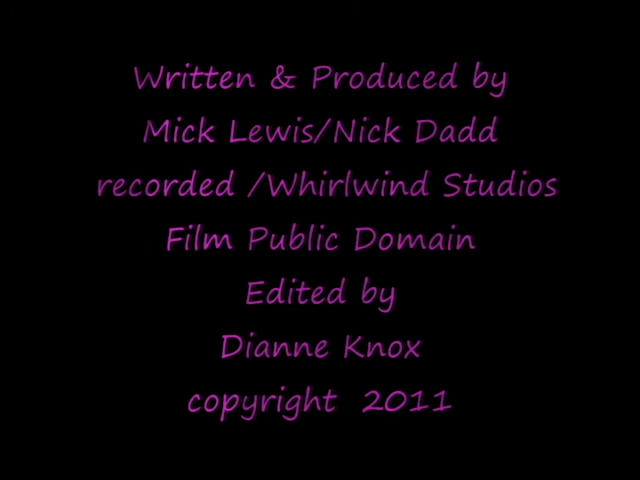 Written & Produced by
Mick Lewis/Nick Dadd
recorded /Whirlwind Studios
Film Public Domain
Edited by
Dianne Knox
copyright  2011